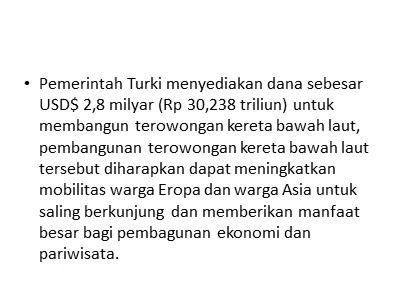 • Pemerintah Turki menyediakan dana sebesar
USD$ 2,8 milyar (Rp 30,238 triliun) untuk
membangun terowongan kereta bawah laut,
pembangunan terowongan kereta bawah laut
tersebut diharapkan dapat meningkatkan
mobilitas warga Eropa dan warga Asia untuk
saling berkunjung dan memberikan manfaat
besar bagi pembagunan ekonomi dan
pariwisata.